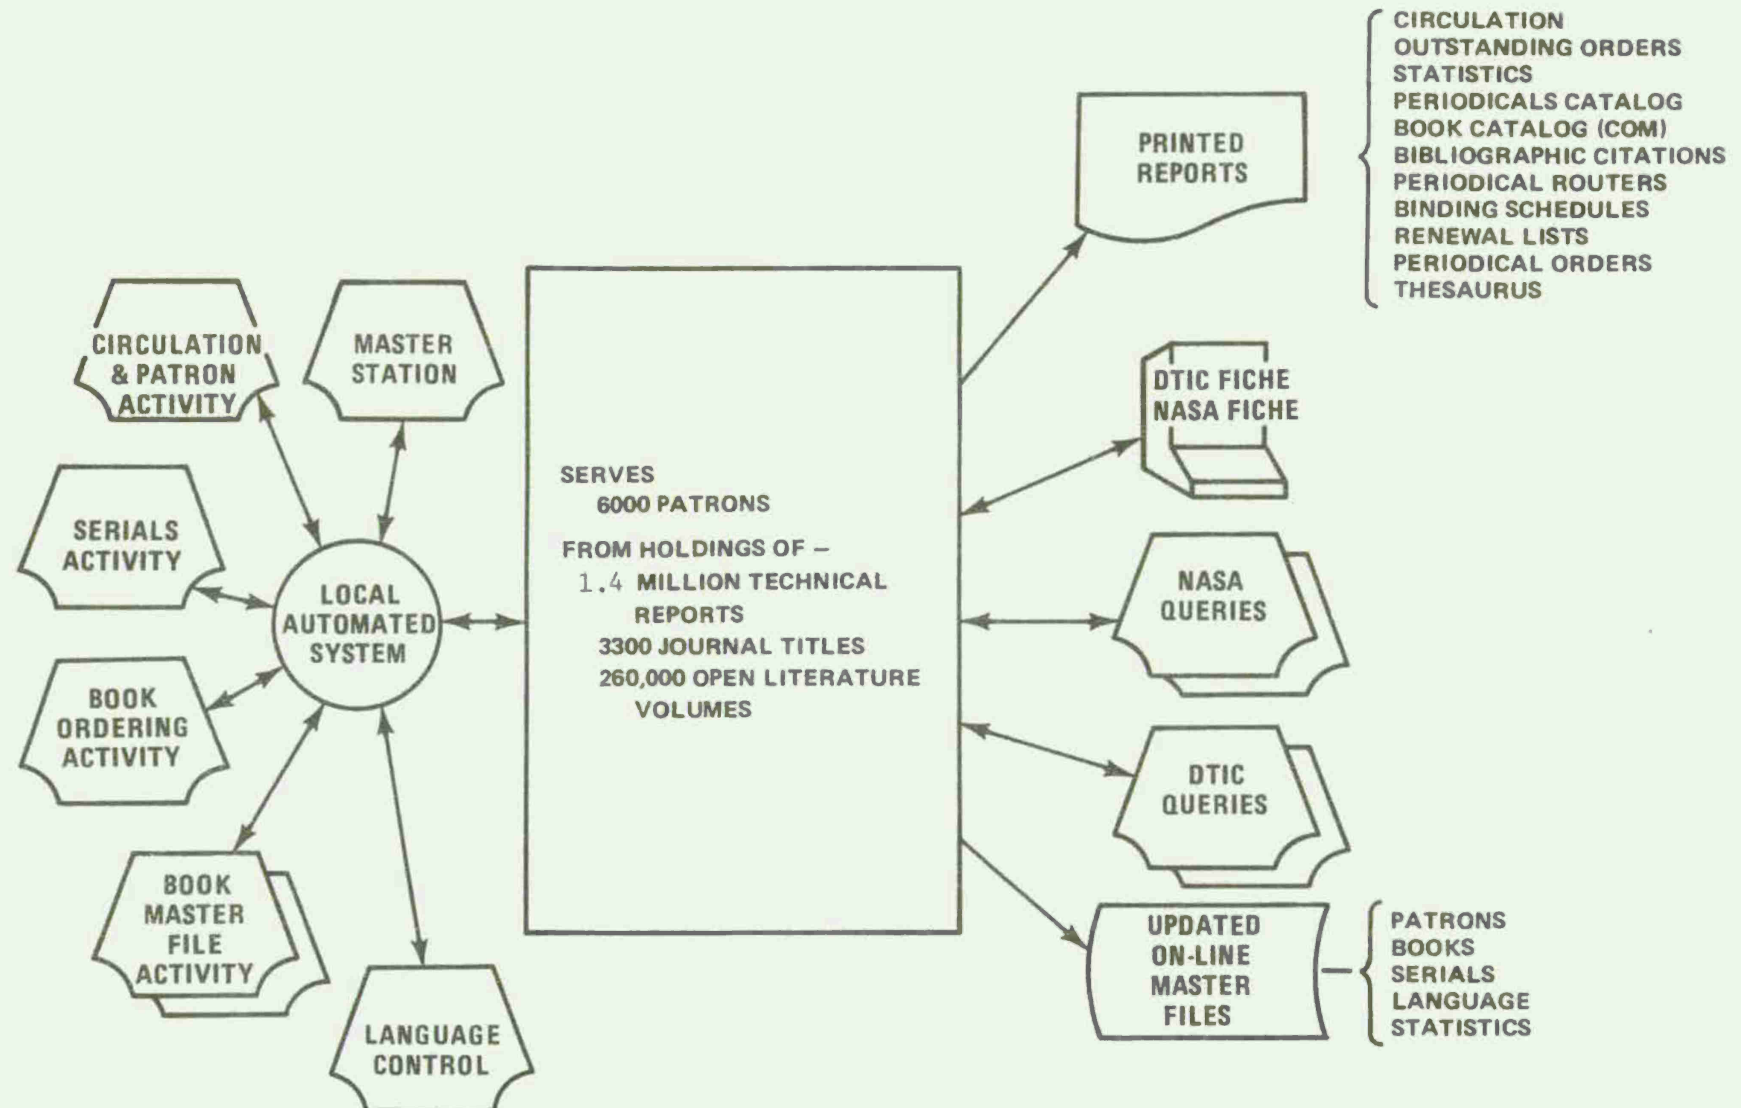 CIRCULATION
& PATRON
ACTIVITY
MASTER
STATION
SERIALS
ACTIVITY
LOCAL
AUTOMATED
SYSTEM
BOOK
ORDERING
ACTIVITY
BOOK
MASTER
FILE
ACTIVITY
LANGUAGE
CONTROL
SERVES
6000 PATRONS
FROM HOLDINGS OF –
1.4 MILLION TECHNICAL
REPORTS
3300 JOURNAL TITLES
260,000 OPEN LITERATURE
VOLUMES
PRINTED
REPORTS
CIRCULATION
OUTSTANDING ORDERS
STATISTICS
PERIODICALS CATALOG
BOOK CATALOG (COM)
BIBLIOGRAPHIC CITATIONS
PERIODICAL ROUTERS
BINDING SCHEDULES
RENEWAL LISTS
PERIODICAL ORDERS
THESAURUS
DTIC FICHE
NASA FICHE
NASA
QUERIES
DTIC
QUERIES
UPDATED
ON-LINE
MASTER
FILES
PATRONS
BOOKS
SERIALS
LANGUAGE
STATISTICS